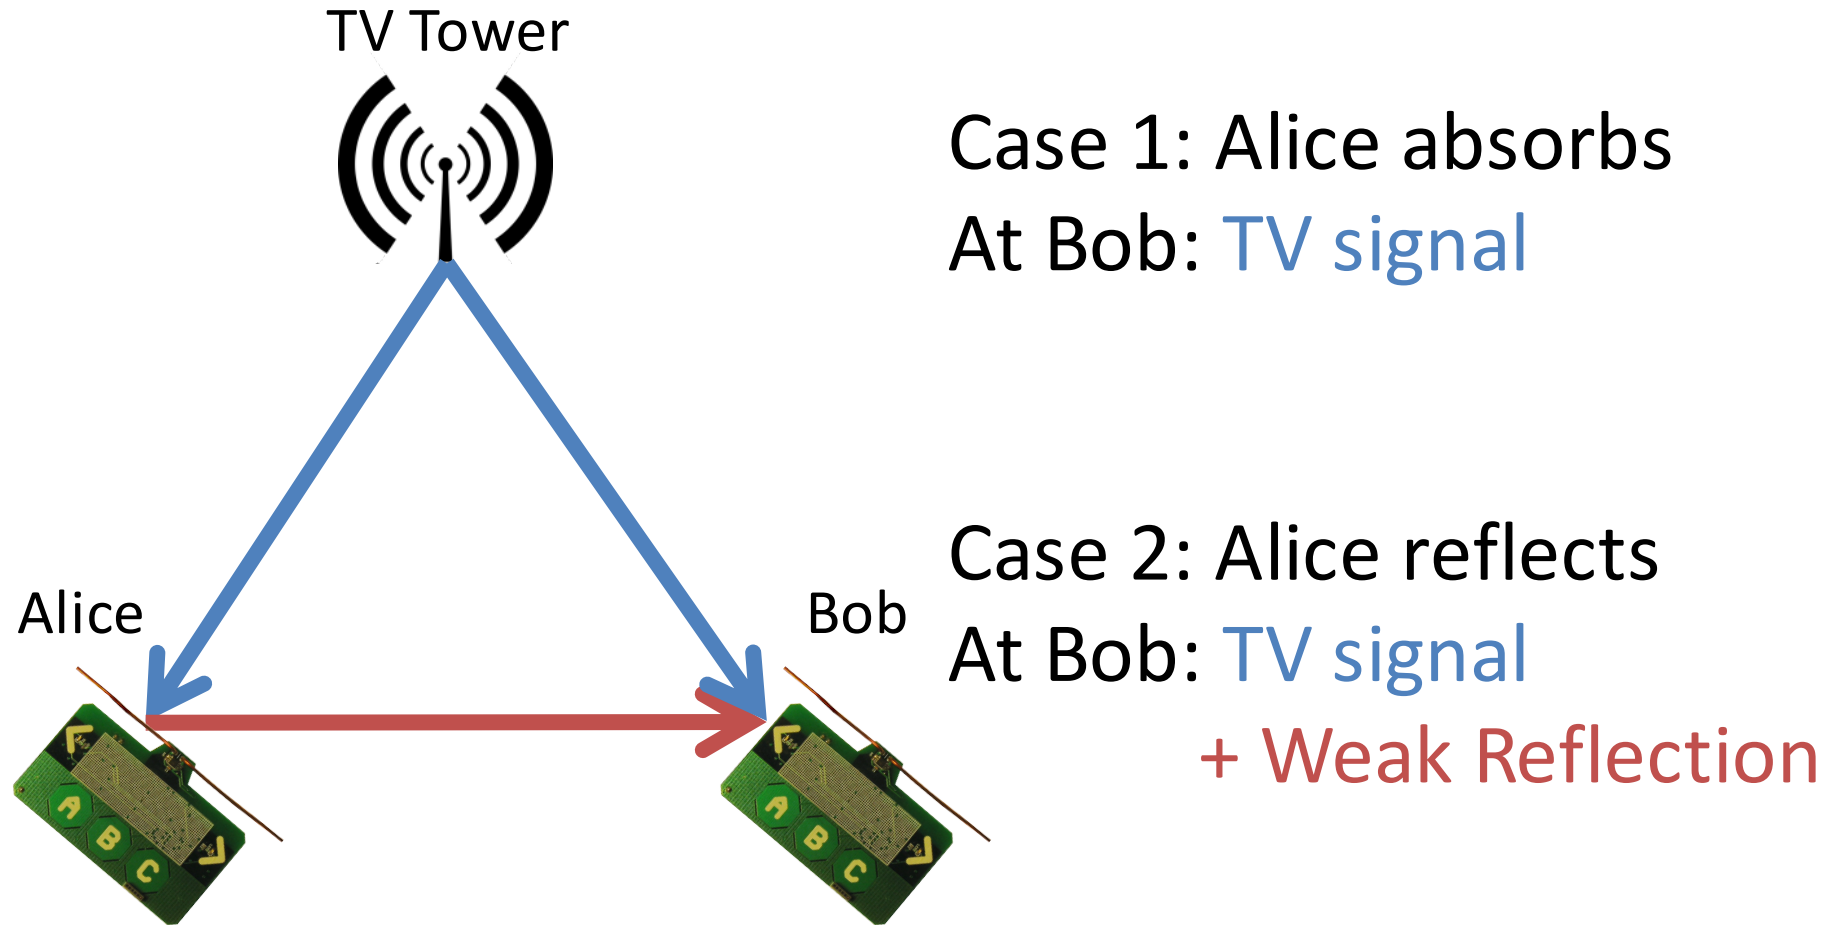 TV Tower
Case 1: Alice absorbs
At Bob: TV signal
Alice
Bob
Case 2: Alice reflects
At Bob: TV signal
+ Weak Reflection
A
B
C
A
B
C